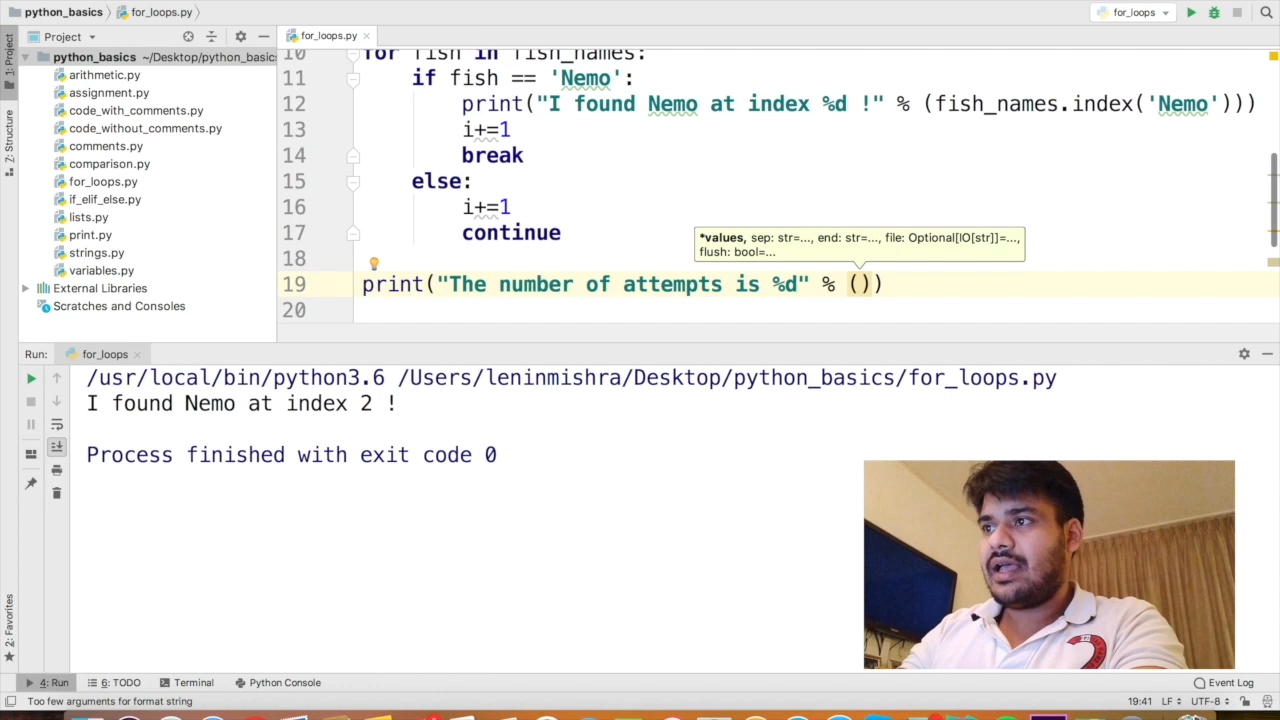 python_basics for_loops.py for_loops
Project for_loops.py
1: Project
Z: Structure
2: Favorites
python_basics ~/Desktop/python_basics
arithmetic.py
assignment.py
code_with_comments.py
code_without_comments.py
comments.py
comparison.py
for_loops.py
if_elif_else.py
lists.py
print.py
strings.py
variables.py
External Libraries
Scratches and Consoles
10 for fish in fish_names:
11 if fish == 'Nemo':
12 print("I found Nemo at index %d !" % (fish_names.index('Nemo')))
13 i+=1
14 break
15 else:
16 i+=1
17 continue
18
*values, sep: str=..., end: str=..., file: Optional[IO[str]]=...,
flush: bool=...
19 print("The number of attempts is %d" % ())
20
Run: for_loops
/usr/local/bin/python3.6 /Users/leninmishra/Desktop/python_basics/for_loops.py
I found Nemo at index 2 !
Process finished with exit code 0
4: Run 6: TODO Terminal Python Console Event Log
Too few arguments for format string 19:41 LF UTF-8